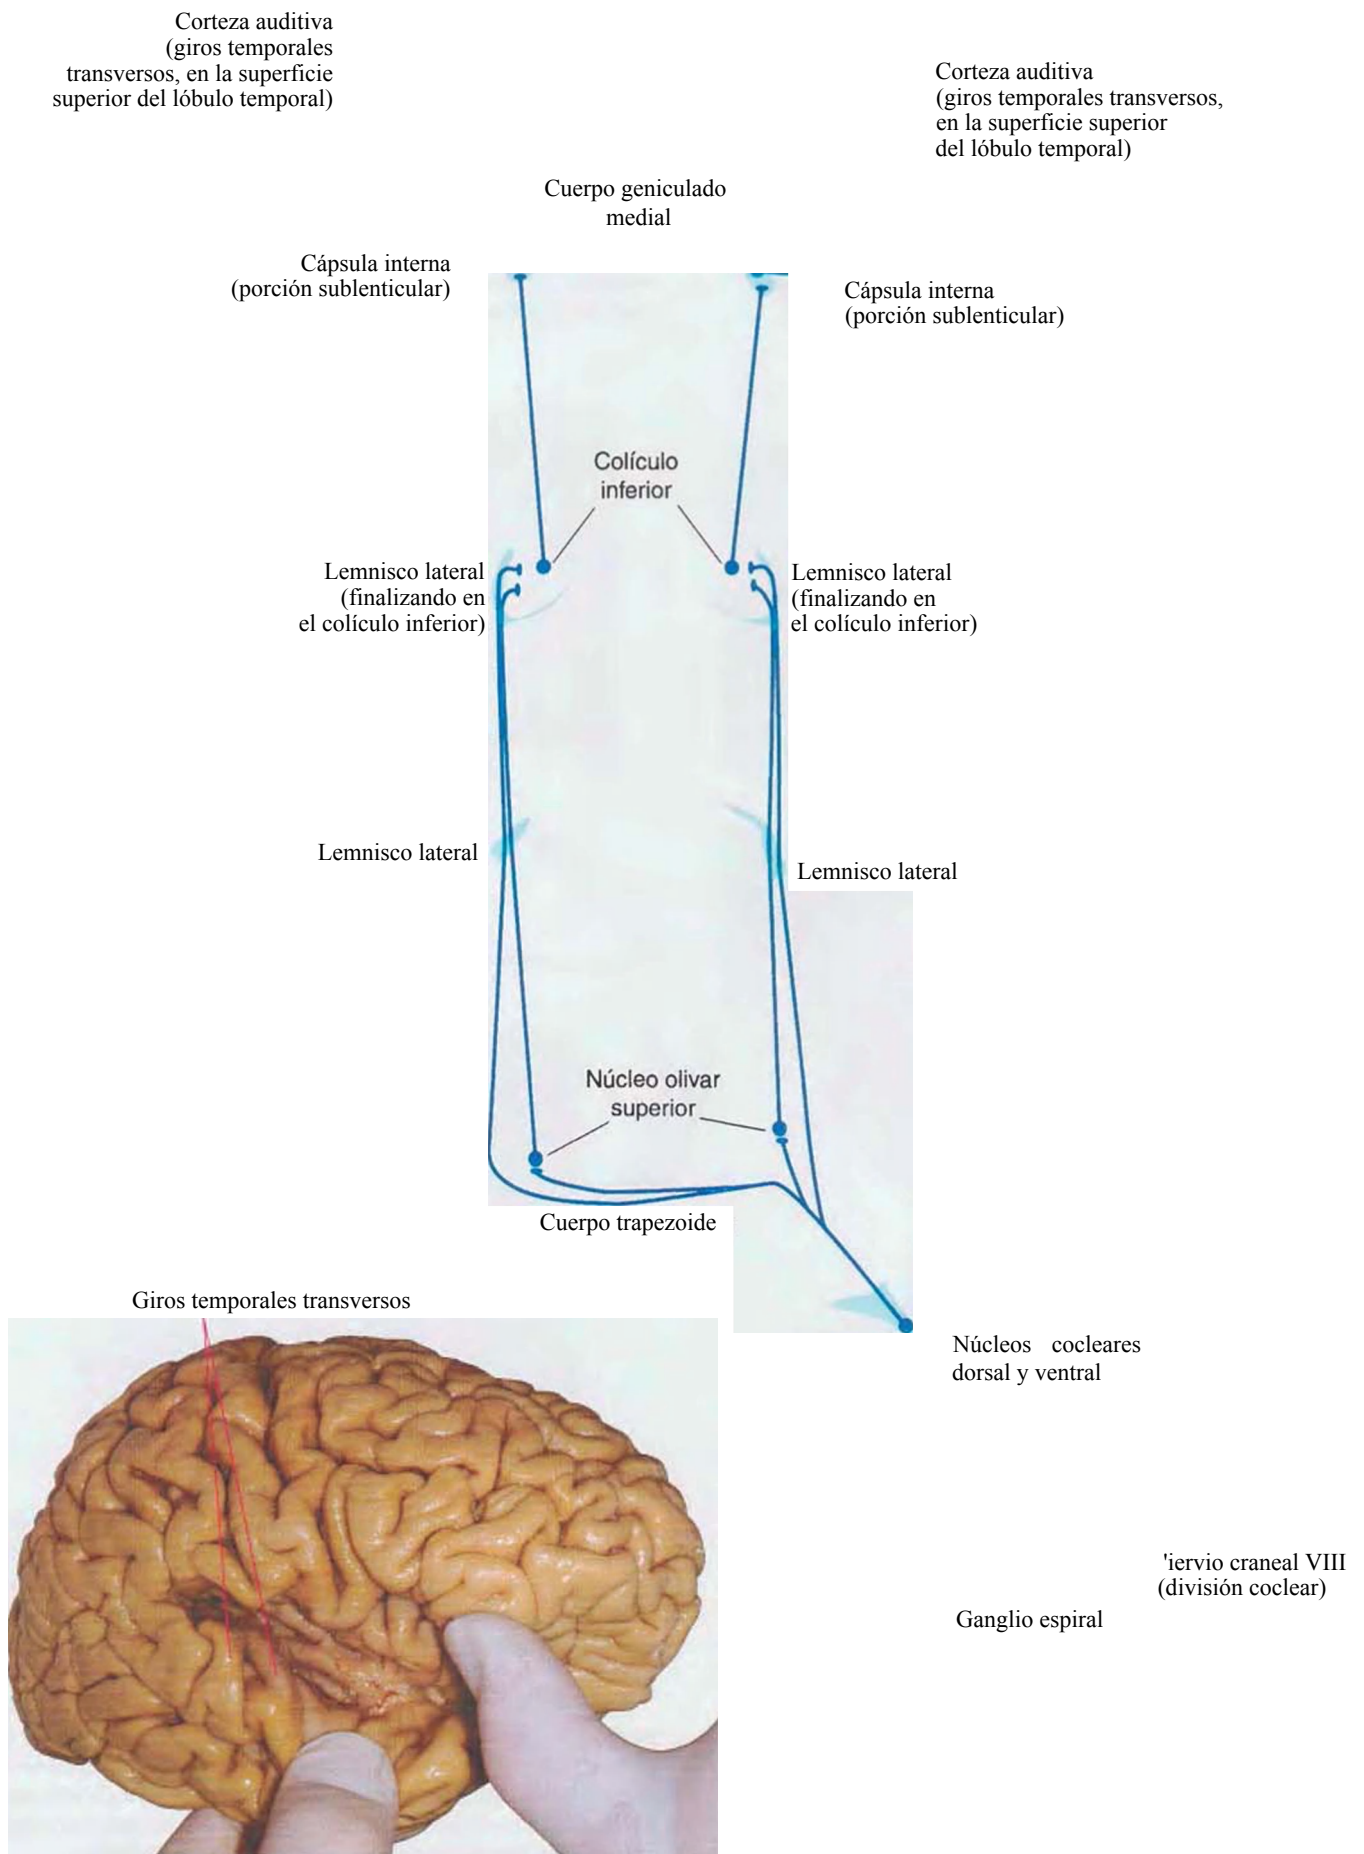 Corteza auditiva
(giros temporales
transversos, en la superficie
superior del lóbulo temporal)
Corteza auditiva
(giros temporales transversos,
en la superficie superior
del lóbulo temporal)
Cuerpo geniculado
medial
Cápsula interna
(porción sublenticular)
Cápsula interna
(porción sublenticular)
Colículo
inferior
Lemnisco lateral
(finalizando en
el colículo inferior)
Lemnisco lateral
(finalizando en
el colículo inferior)
Lemnisco lateral
Lemnisco lateral
Núcleo olivar
superior
Cuerpo trapezoide
Giros temporales transversos
Núcleos cocleares
dorsal y ventral
'iervio craneal VIII
(división coclear)
Ganglio espiral